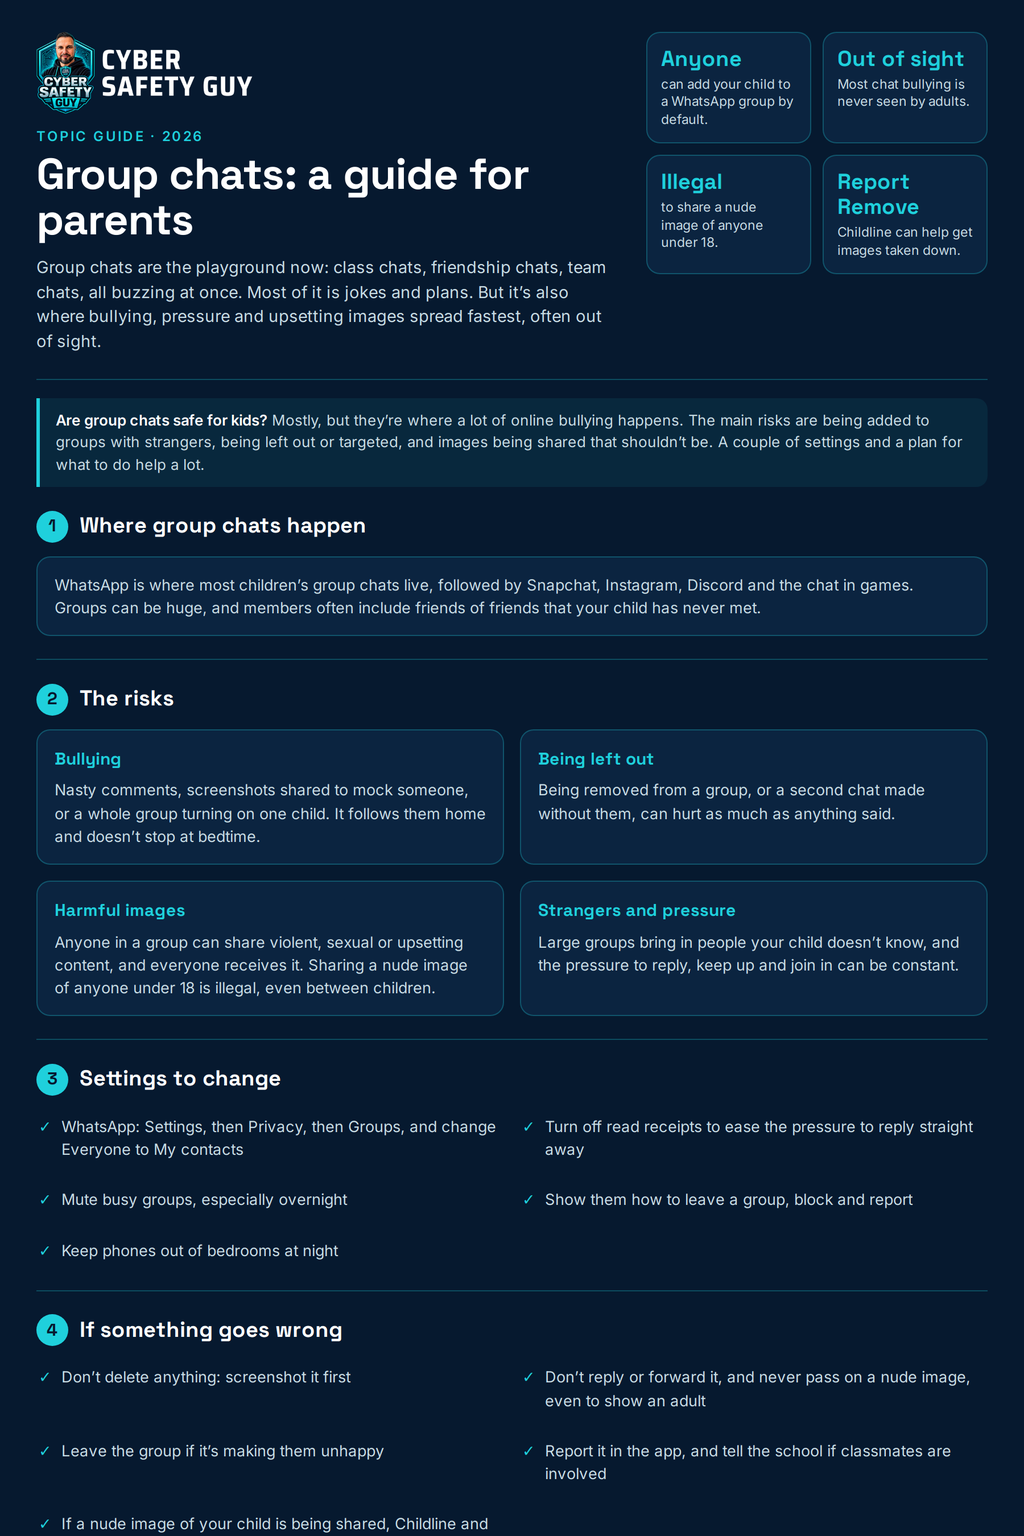 CYBER
SAFETY
GUY
CYBER
SAFETY GUY
TOPIC GUIDE · 2026
Group chats: a guide for
parents
Group chats are the playground now: class chats, friendship chats, team
chats, all buzzing at once. Most of it is jokes and plans. But it’s also
where bullying, pressure and upsetting images spread fastest, often out
of sight.
Anyone
can add your child to
a WhatsApp group by
default.
Out of sight
Most chat bullying is
never seen by adults.
Illegal
to share a nude
image of anyone
under 18.
Report
Remove
Childline can help get
images taken down.
Are group chats safe for kids? Mostly, but they’re where a lot of online bullying happens. The main risks are being added to
groups with strangers, being left out or targeted, and images being shared that shouldn’t be. A couple of settings and a plan for
what to do help a lot.
1 Where group chats happen
WhatsApp is where most children’s group chats live, followed by Snapchat, Instagram, Discord and the chat in games.
Groups can be huge, and members often include friends of friends that your child has never met.
2 The risks
Bullying
Nasty comments, screenshots shared to mock someone,
or a whole group turning on one child. It follows them home
and doesn’t stop at bedtime.
Being left out
Being removed from a group, or a second chat made
without them, can hurt as much as anything said.
Harmful images
Anyone in a group can share violent, sexual or upsetting
content, and everyone receives it. Sharing a nude image
of anyone under 18 is illegal, even between children.
Strangers and pressure
Large groups bring in people your child doesn’t know, and
the pressure to reply, keep up and join in can be constant.
3 Settings to change
✓ WhatsApp: Settings, then Privacy, then Groups, and change
Everyone to My contacts
✓ Turn off read receipts to ease the pressure to reply straight
away
✓ Mute busy groups, especially overnight
✓ Show them how to leave a group, block and report
✓ Keep phones out of bedrooms at night
4 If something goes wrong
✓ Don’t delete anything: screenshot it first
✓ Don’t reply or forward it, and never pass on a nude image,
even to show an adult
✓ Leave the group if it’s making them unhappy
✓ Report it in the app, and tell the school if classmates are
involved
✓ If a nude image of your child is being shared, Childline and